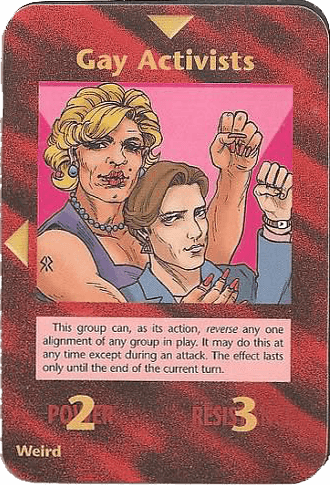 Gay Activists
This group can, as its action, reverse any one
alignment of any group in play. It may do this at
any time except during an attack. The effect lasts
only until the end of the current turn.
POWER 2 RESISTANCE 3
Weird